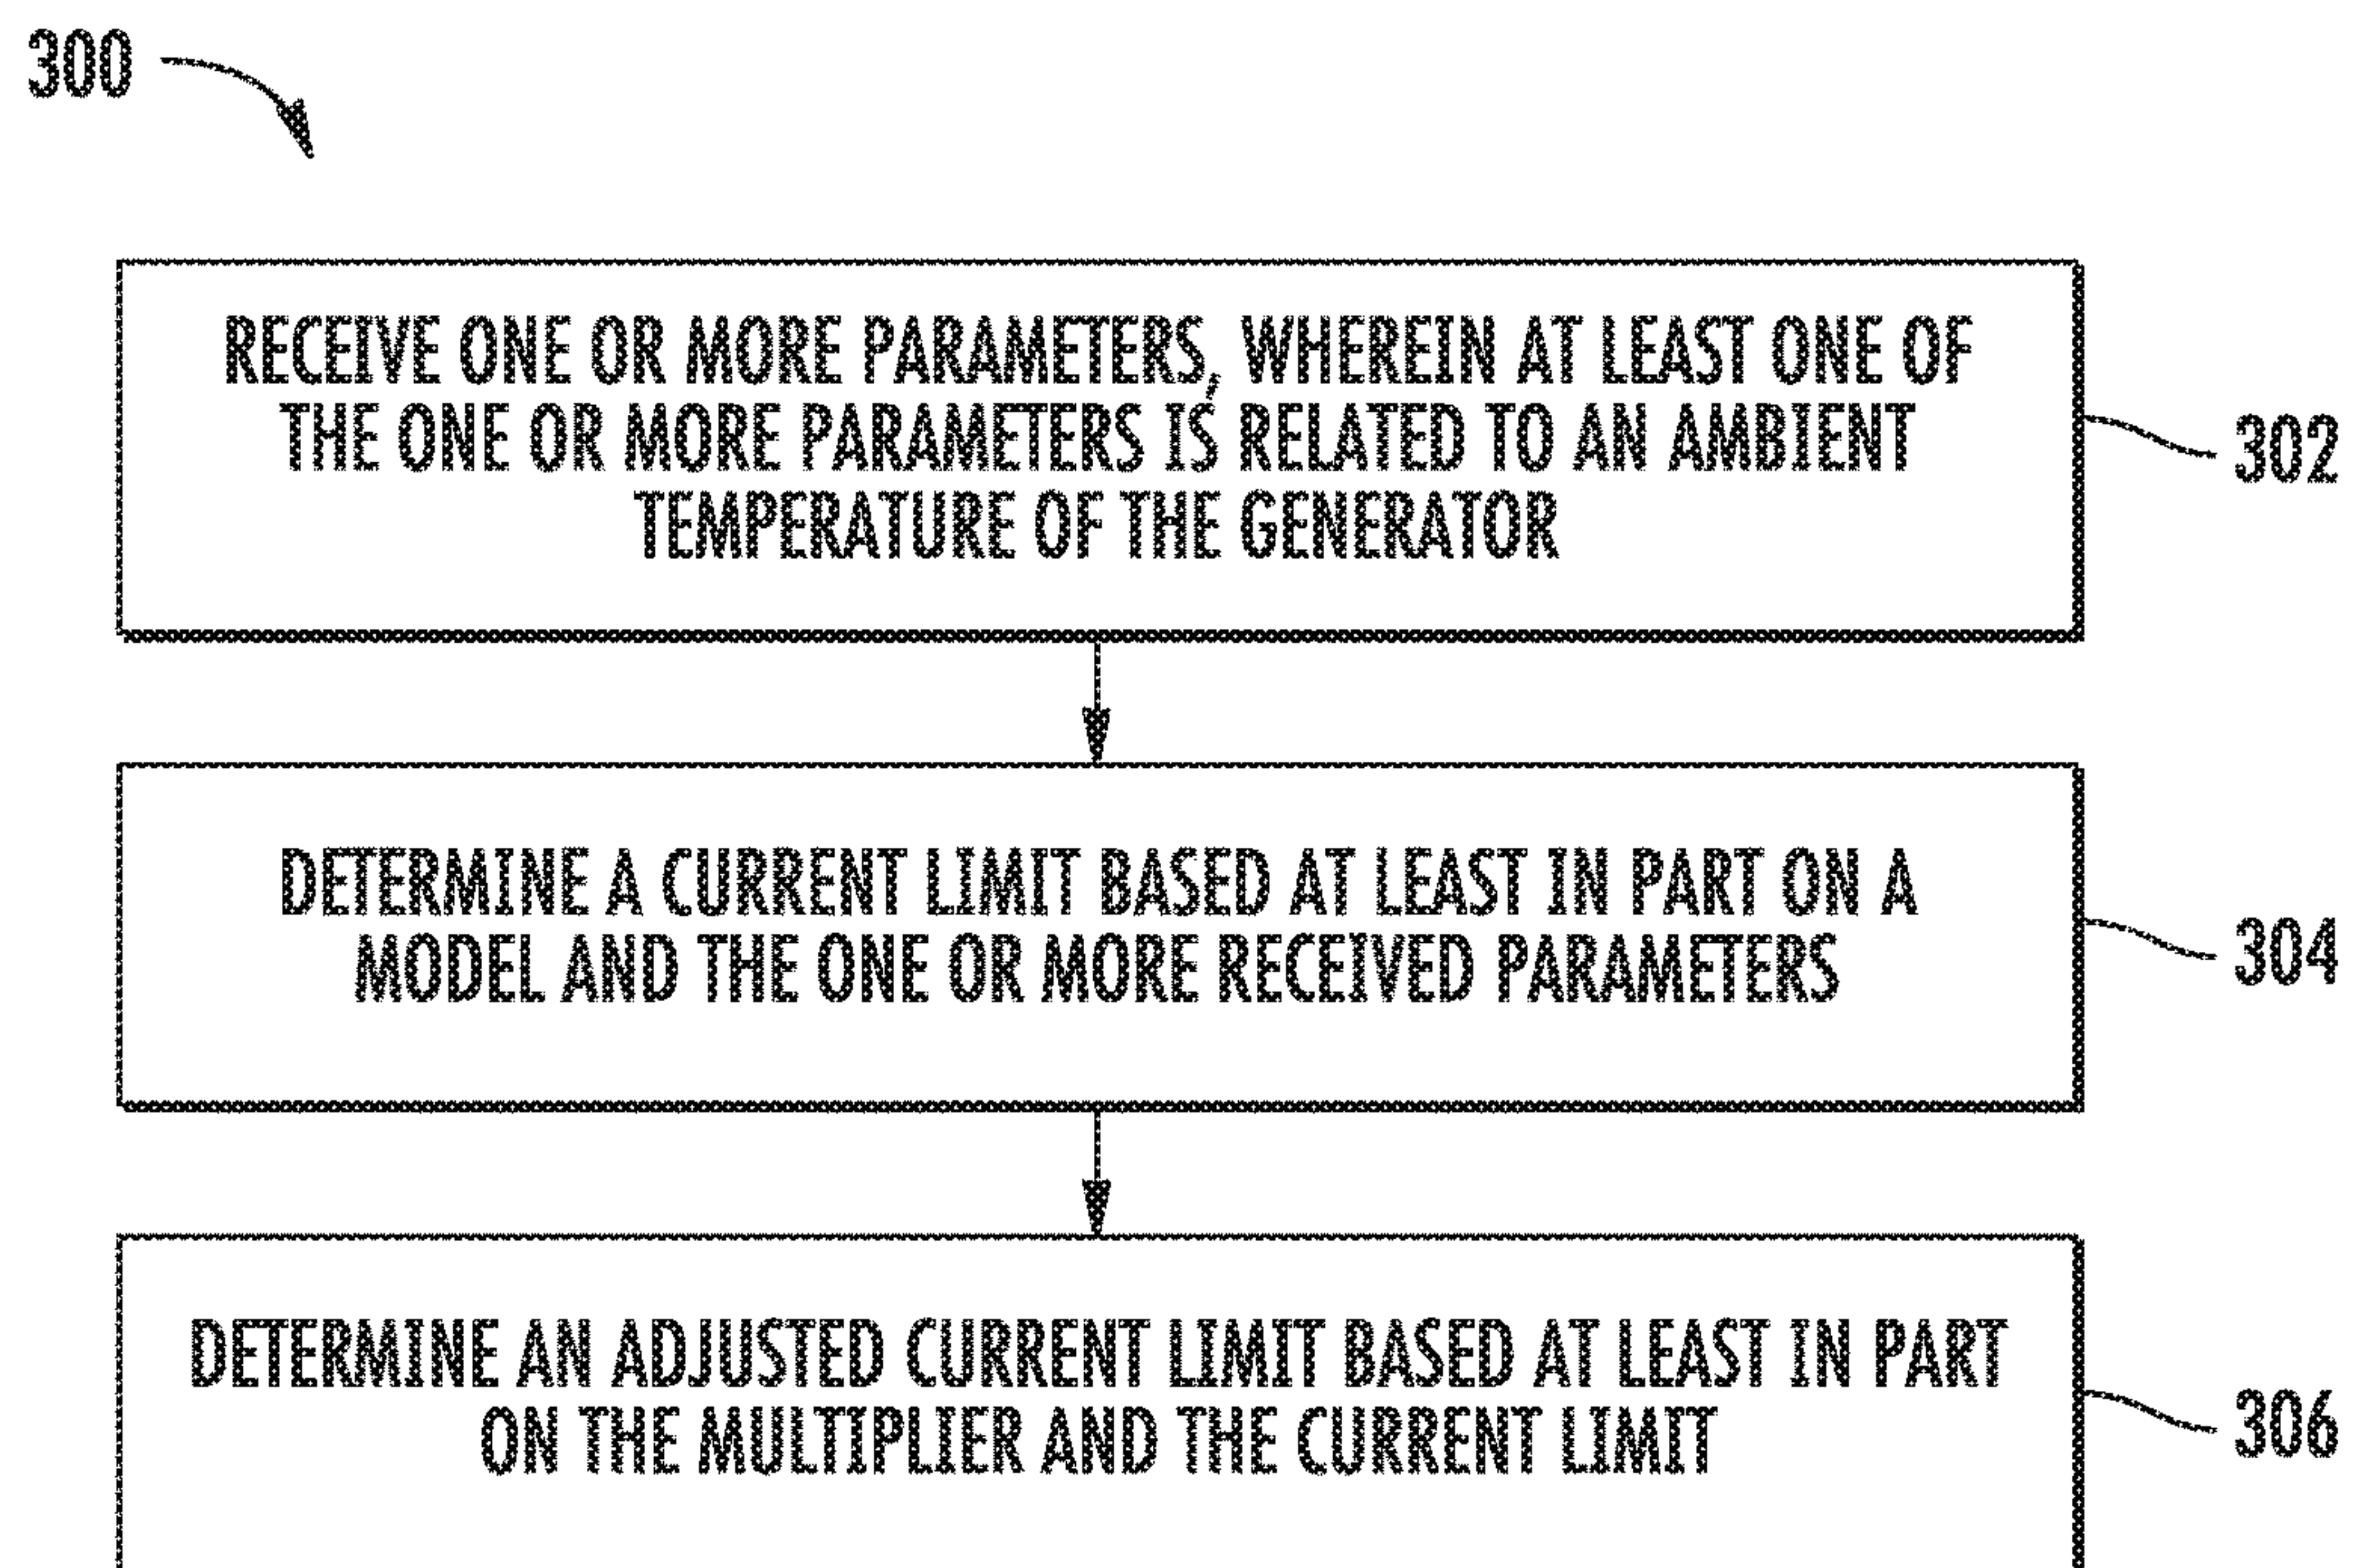 300
RECEIVE ONE OR MORE PARAMETERS, WHEREIN AT LEAST ONE OF
THE ONE OR MORE PARAMETERS IS RELATED TO AN AMBIENT
TEMPERATURE OF THE GENERATOR
302
DETERMINE A CURRENT LIMIT BASED AT LEAST IN PART ON A
MODEL AND THE ONE OR MORE RECEIVED PARAMETERS
304
DETERMINE AN ADJUSTED CURRENT LIMIT BASED AT LEAST IN PART
ON THE MULTIPLIER AND THE CURRENT LIMIT
306